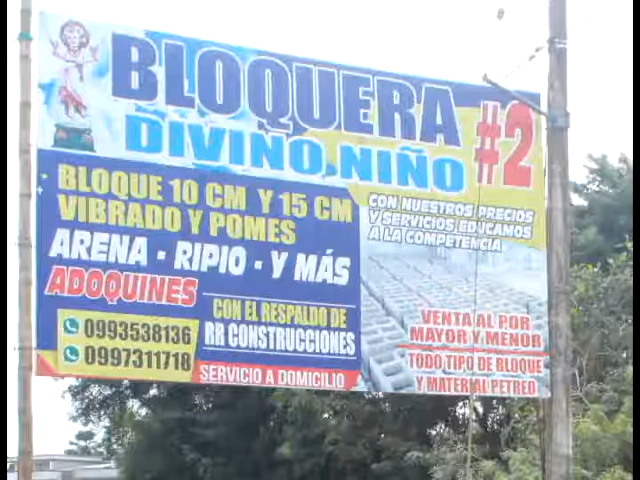 BLOQUERA
DIVINO NIÑO
#2
BLOQUE 10 CM Y 15 CM
VIBRADO Y POMES
ARENA - RIPIO - Y MÁS
ADOQUINES
0993538136
0997311718
CON EL RESPALDO DE
RR CONSTRUCCIONES
SERVICIO A DOMICILIO
CON NUESTROS PRECIOS
Y SERVICIOS EDUCAMOS
A LA COMPETENCIA
VENTA AL POR
MAYOR Y MENOR
TODO TIPO DE BLOQUE
Y MATERIAL PETREO